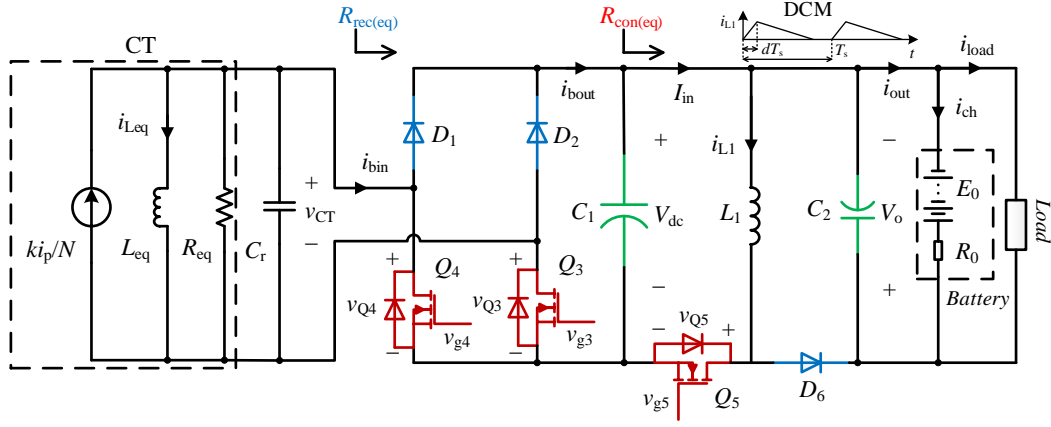 R_rec(eq)
R_con(eq)
DCM
i_L1
dT_s
T_s
t
CT
i_bout
I_in
i_out
i_load
i_Leq
D_1
D_2
i_ch
i_bin
+
+
−
i_L1
E_0
+
v_CT
−
C_1
V_dc
L_1
C_2
V_o
Load
ki_p/N
L_eq
R_eq
C_r
+
Q_4
+
Q_3
R_0
v_Q4
v_Q3
−
v_Q5
+
Battery
−
+
−
v_g4
−
v_g3
v_g5
Q_5
D_6